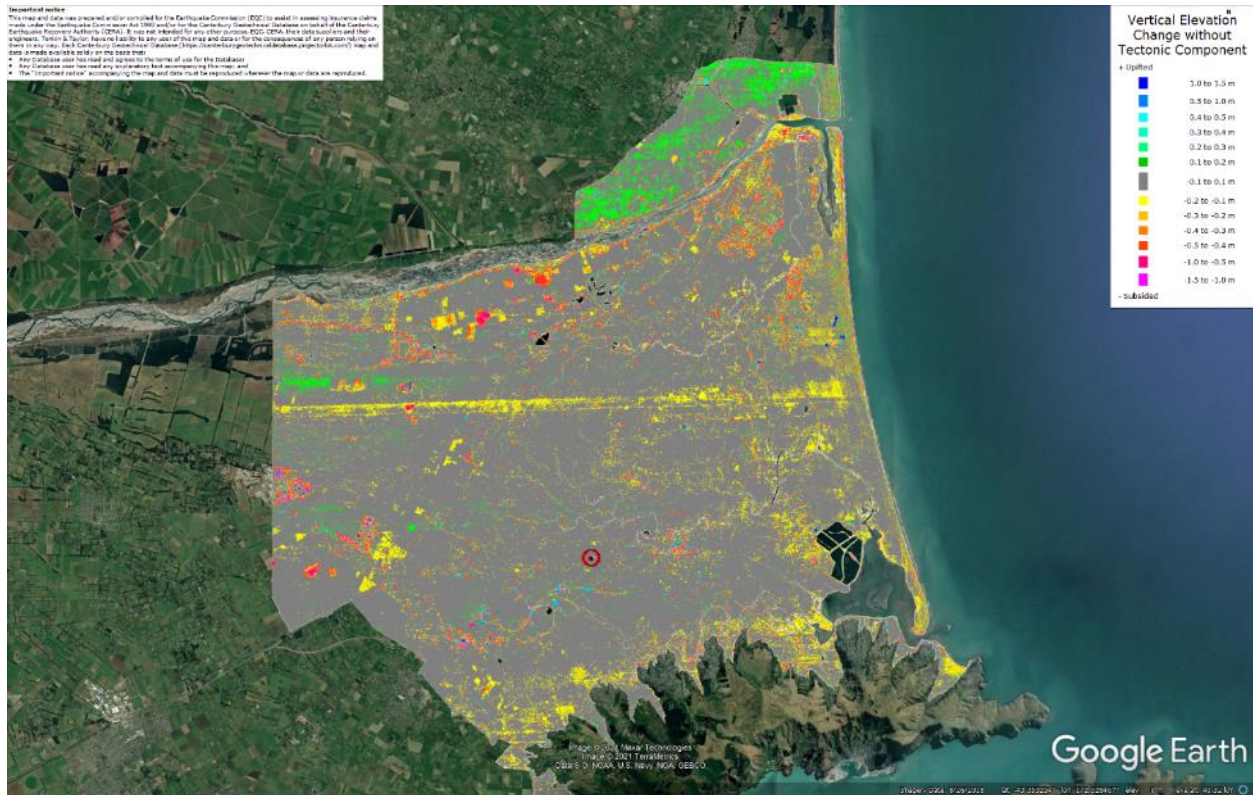 Important notice
This map and data was prepared and/or compiled for the Earthquake Commission (EQC) to assist in assessing insurance claims
made under the Earthquake Commission Act 1993 and/or for the Canterbury Geotechnical Database on behalf of the Canterbury
Earthquake Recovery Authority (CERA). It was not intended for any other purpose. EQC, CERA, their data suppliers and their
engineers, Tonkin & Taylor, have no liability to any user of this map and data or for the consequences of any person relying on
them in any way. Each Canterbury Geotechnical Database (https://canterburygeotechnicaldatabase.projectorbit.com/) map and
data is made available solely on the basis that:
• Any Database user has read and agrees to the terms of use for the Database;
• Any Database user has read any explanatory text accompanying this map; and
• The "Important notice" accompanying the map and data must be reproduced wherever the map or data are reproduced.
Vertical Elevation
Change without
Tectonic Component
+ Uplifted
1.0 to 1.5 m
0.5 to 1.0 m
0.4 to 0.5 m
0.3 to 0.4 m
0.2 to 0.3 m
0.1 to 0.2 m
-0.1 to 0.1 m
-0.2 to -0.1 m
-0.3 to -0.2 m
-0.4 to -0.3 m
-0.5 to -0.4 m
-1.0 to -0.5 m
-1.5 to -1.0 m
- Subsided
Image © 2021 Maxar Technologies
Image © 2021 TerraMetrics
Data SIO, NOAA, U.S. Navy, NGA, GEBCO
Google Earth